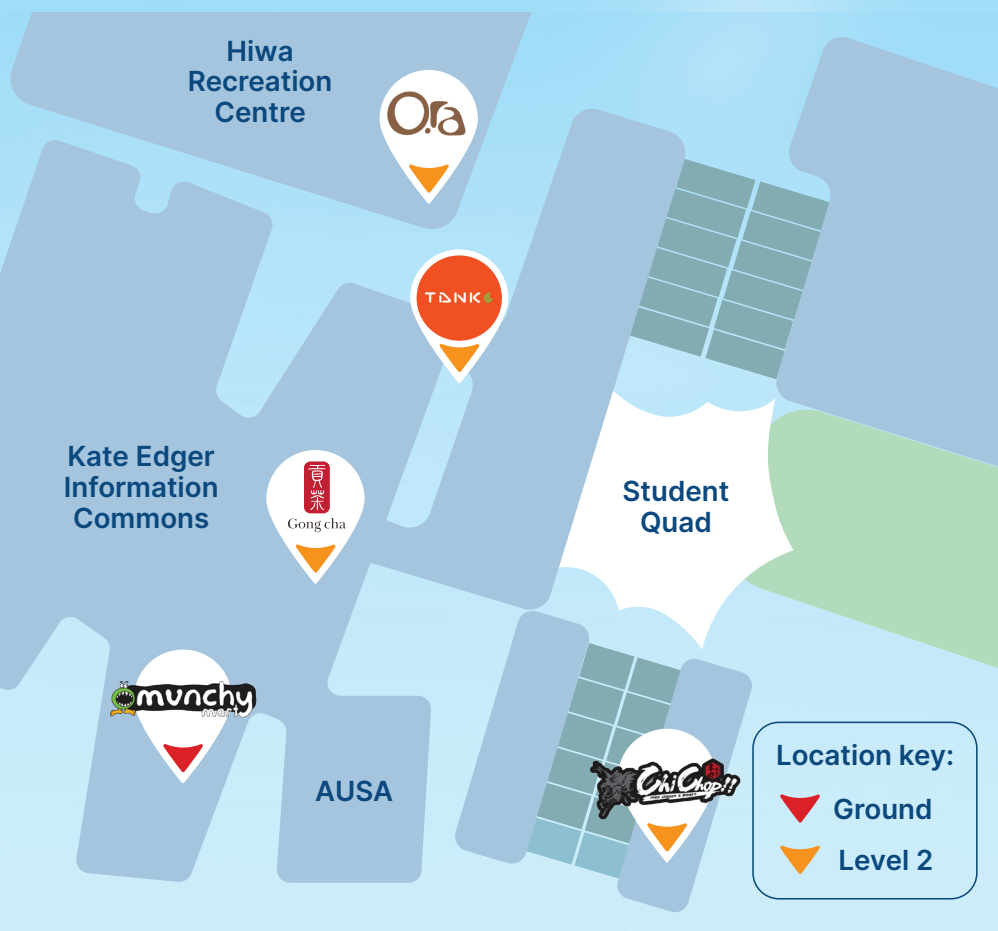 Hiwa
Recreation
Centre
Ora
TANK
Kate Edger
Information
Commons
貢茶
Gong cha
Student
Quad
munchy
mart
AUSA
ChiChop!!
Location key:
Ground
Level 2